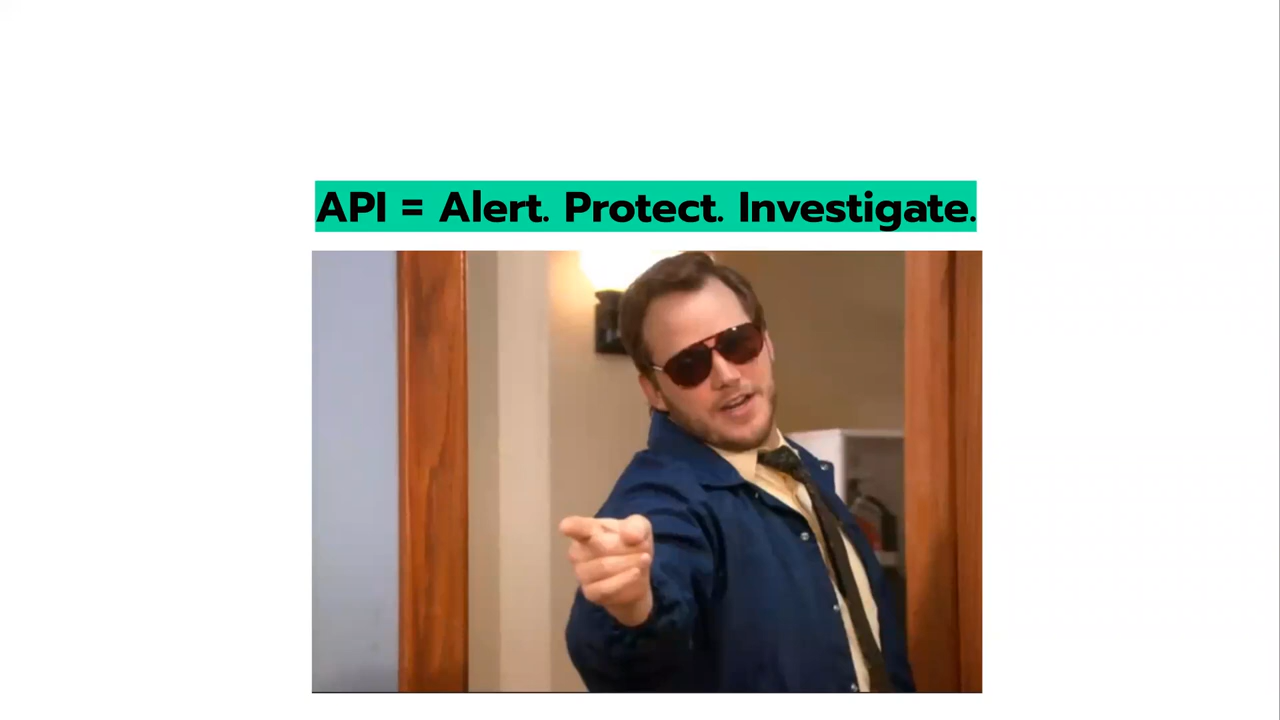 API = Alert. Protect. Investigate.